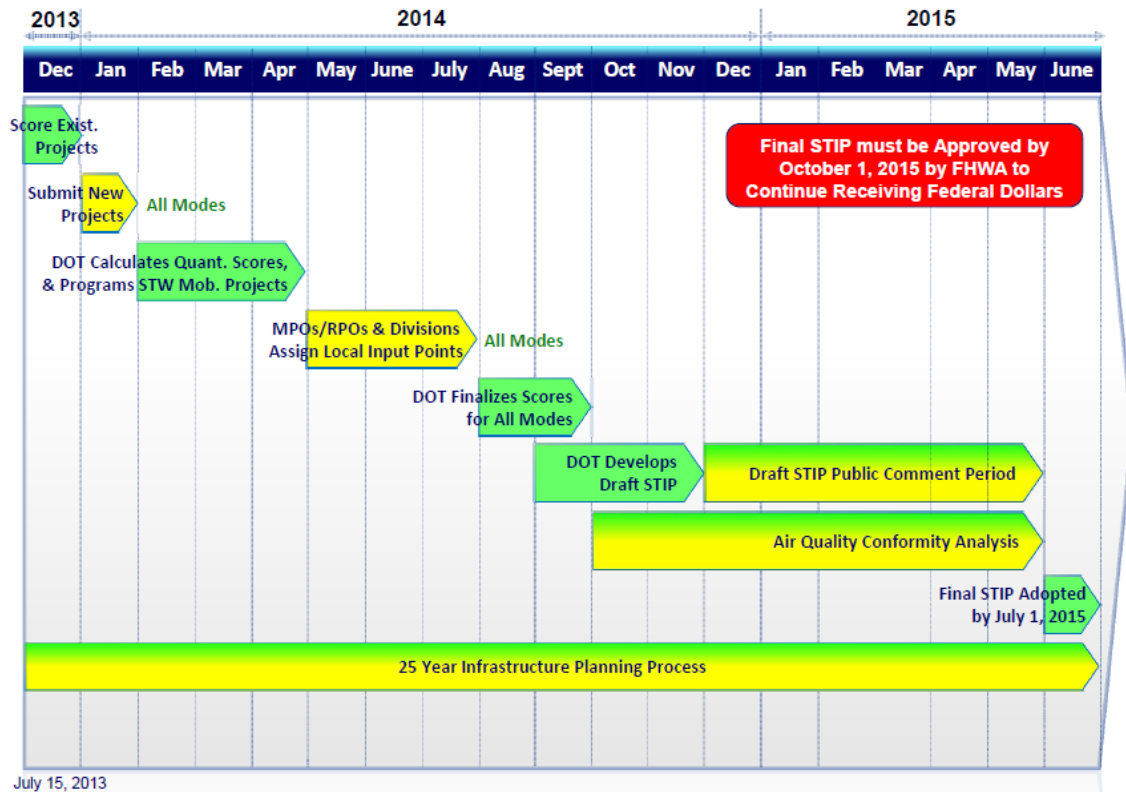 2013 2014 2015
Dec Jan Feb Mar Apr May June July Aug Sept Oct Nov Dec Jan Feb Mar Apr May June
Score Exist.
Projects
Final STIP must be Approved by
October 1, 2015 by FHWA to
Continue Receiving Federal Dollars
Submit New
Projects
All Modes
DOT Calculates Quant. Scores,
& Programs STW Mob. Projects
MPOs/RPOs & Divisions
Assign Local Input Points
All Modes
DOT Finalizes Scores
for All Modes
DOT Develops
Draft STIP
Draft STIP Public Comment Period
Air Quality Conformity Analysis
Final STIP Adopted
by July 1, 2015
25 Year Infrastructure Planning Process
July 15, 2013